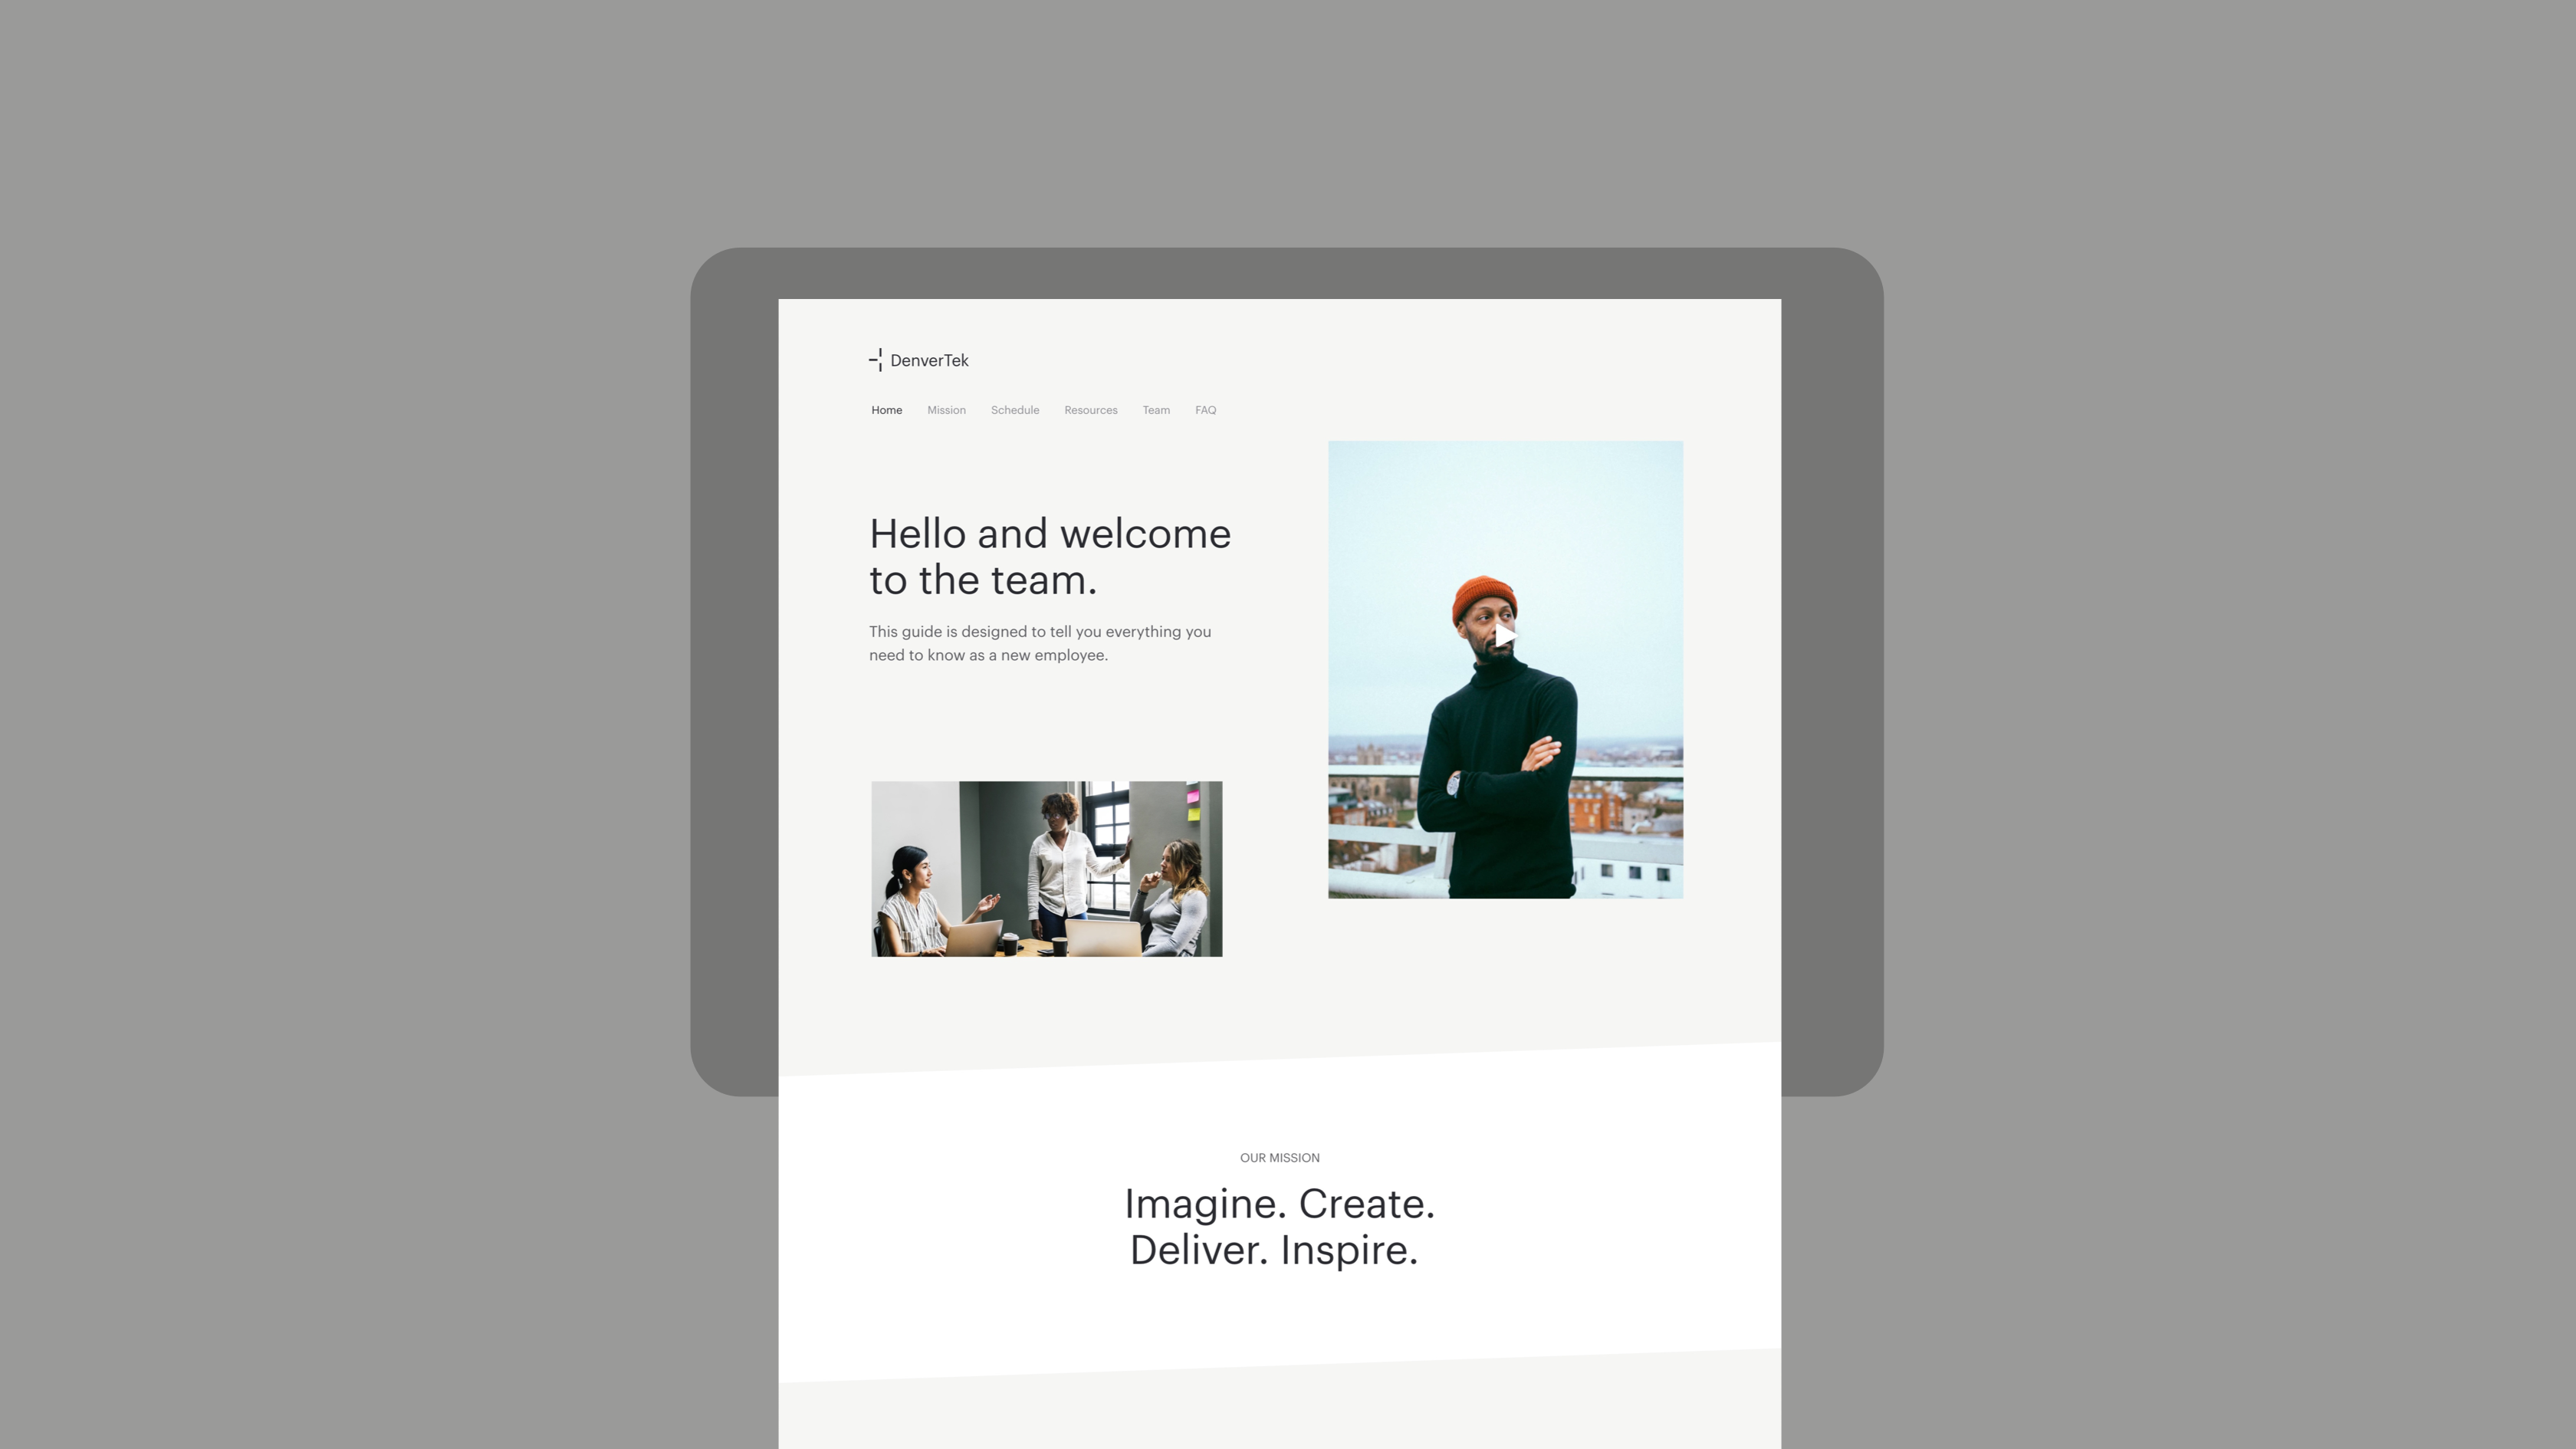 DenverTek
Home Mission Schedule Resources Team FAQ
Hello and welcome
to the team.
This guide is designed to tell you everything you
need to know as a new employee.
OUR MISSION
Imagine. Create.
Deliver. Inspire.